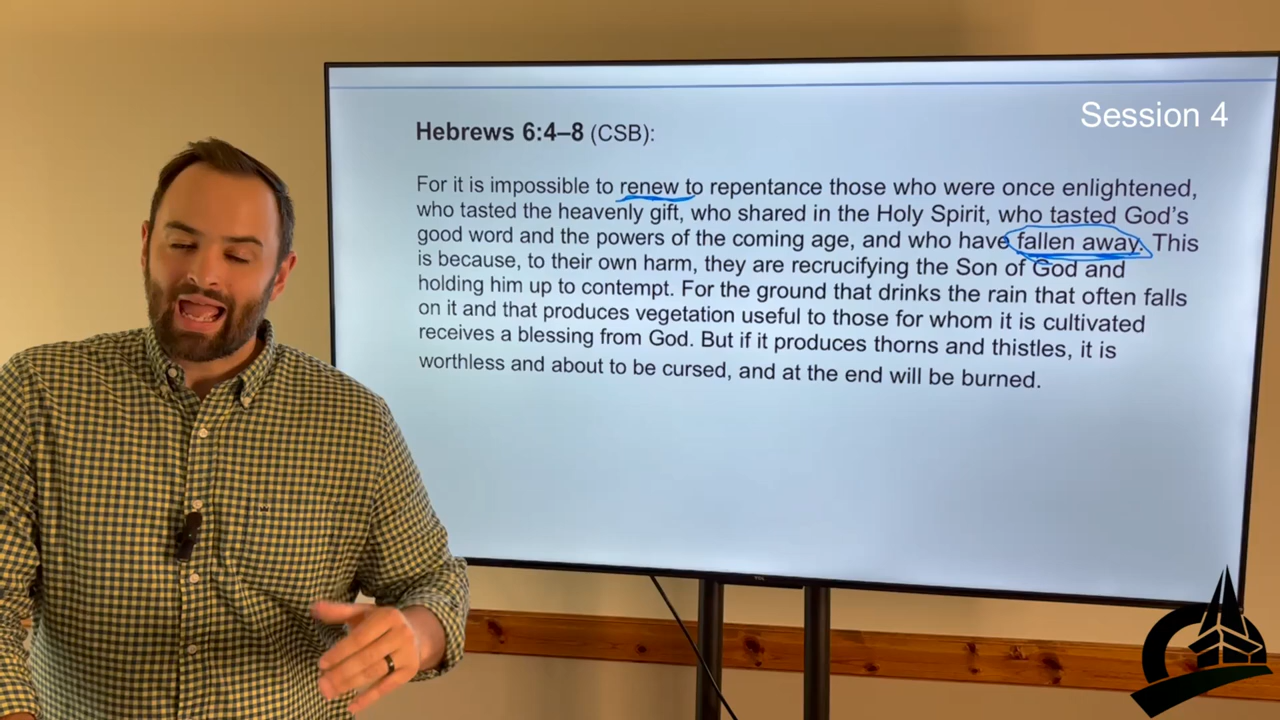 Session 4
Hebrews 6:4–8 (CSB):
For it is impossible to renew to repentance those who were once enlightened,
who tasted the heavenly gift, who shared in the Holy Spirit, who tasted God's
good word and the powers of the coming age, and who have fallen away. This
is because, to their own harm, they are recrucifying the Son of God and
holding him up to contempt. For the ground that drinks the rain that often falls
on it and that produces vegetation useful to those for whom it is cultivated
receives a blessing from God. But if it produces thorns and thistles, it is
worthless and about to be cursed, and at the end will be burned.
TCL